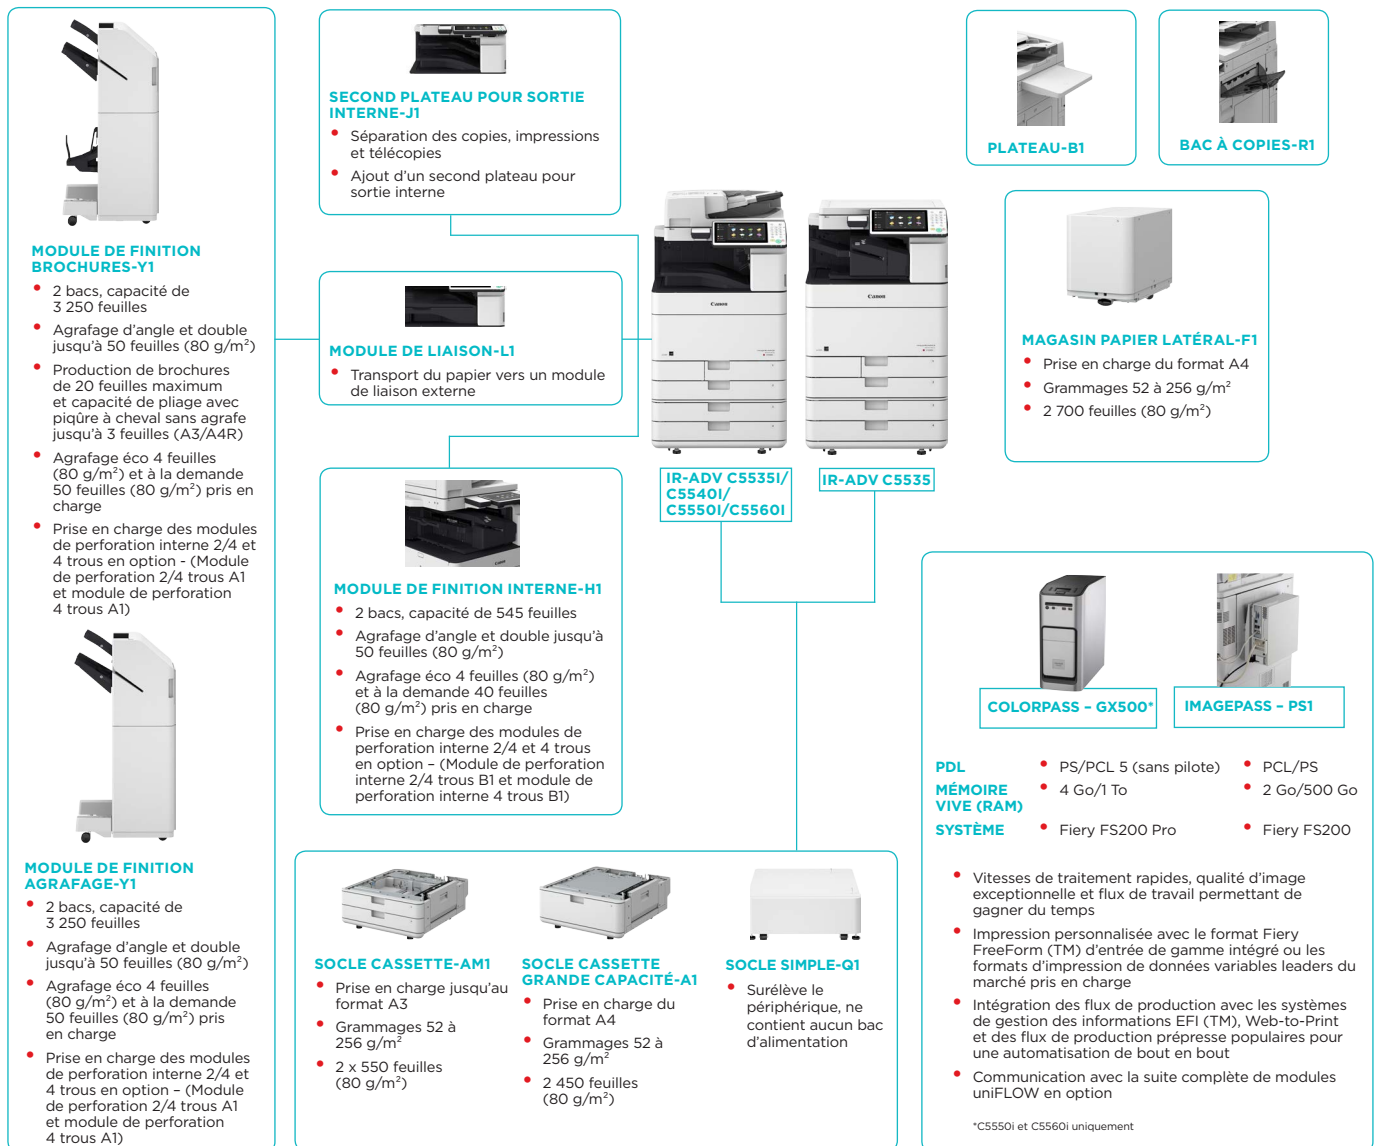 MODULE DE FINITION
BROCHURES-Y1
• 2 bacs, capacité de
3 250 feuilles
• Agrafage d'angle et double
jusqu'à 50 feuilles (80 g/m²)
• Production de brochures
de 20 feuilles maximum
et capacité de pliage avec
piqûre à cheval sans agrafe
jusqu'à 3 feuilles (A3/A4R)
• Agrafage éco 4 feuilles
(80 g/m²) et à la demande
50 feuilles (80 g/m²) pris en
charge
• Prise en charge des modules
de perforation interne 2/4 et
4 trous en option - (Module
de perforation 2/4 trous A1
et module de perforation
4 trous A1)
MODULE DE FINITION
AGRAFAGE-Y1
• 2 bacs, capacité de
3 250 feuilles
• Agrafage d'angle et double
jusqu'à 50 feuilles (80 g/m²)
• Agrafage éco 4 feuilles
(80 g/m²) et à la demande
50 feuilles (80 g/m²) pris
en charge
• Prise en charge des modules
de perforation interne 2/4 et
4 trous en option – (Module
de perforation 2/4 trous A1
et module de perforation
4 trous A1)
SECOND PLATEAU POUR SORTIE
INTERNE-J1
• Séparation des copies, impressions
et télécopies
• Ajout d'un second plateau pour
sortie interne
MODULE DE LIAISON-L1
• Transport du papier vers un module
de liaison externe
Canon
MODULE DE FINITION INTERNE-H1
• 2 bacs, capacité de 545 feuilles
• Agrafage d'angle et double jusqu'à
50 feuilles (80 g/m²)
• Agrafage éco 4 feuilles (80 g/m²)
et à la demande 40 feuilles
(80 g/m²) pris en charge
• Prise en charge des modules de
perforation interne 2/4 et 4 trous
en option – (Module de perforation
interne 2/4 trous B1 et module de
perforation interne 4 trous B1)
Canon
Canon
IR-ADV C5535I/
C5540I/
C5550I/C5560I
IR-ADV C5535
PLATEAU-B1
BAC À COPIES-R1
MAGASIN PAPIER LATÉRAL-F1
• Prise en charge du format A4
• Grammages 52 à 256 g/m²
• 2 700 feuilles (80 g/m²)
SOCLE CASSETTE-AM1
• Prise en charge jusqu'au
format A3
• Grammages 52 à
256 g/m²
• 2 x 550 feuilles
(80 g/m²)
SOCLE CASSETTE
GRANDE CAPACITÉ-A1
• Prise en charge du
format A4
• Grammages 52 à
256 g/m²
• 2 450 feuilles
(80 g/m²)
SOCLE SIMPLE-Q1
• Surélève le
périphérique, ne
contient aucun bac
d'alimentation
COLORPASS – GX500*
IMAGEPASS – PS1
PDL • PS/PCL 5 (sans pilote) • PCL/PS
MÉMOIRE
VIVE (RAM) • 4 Go/1 To • 2 Go/500 Go
SYSTÈME • Fiery FS200 Pro • Fiery FS200
• Vitesses de traitement rapides, qualité d'image
exceptionnelle et flux de travail permettant de
gagner du temps
• Impression personnalisée avec le format Fiery
FreeForm (TM) d'entrée de gamme intégré ou les
formats d'impression de données variables leaders du
marché pris en charge
• Intégration des flux de production avec les systèmes
de gestion des informations EFI (TM), Web-to-Print
et des flux de production prépresse populaires pour
une automatisation de bout en bout
• Communication avec la suite complète de modules
uniFLOW en option
*C5550i et C5560i uniquement